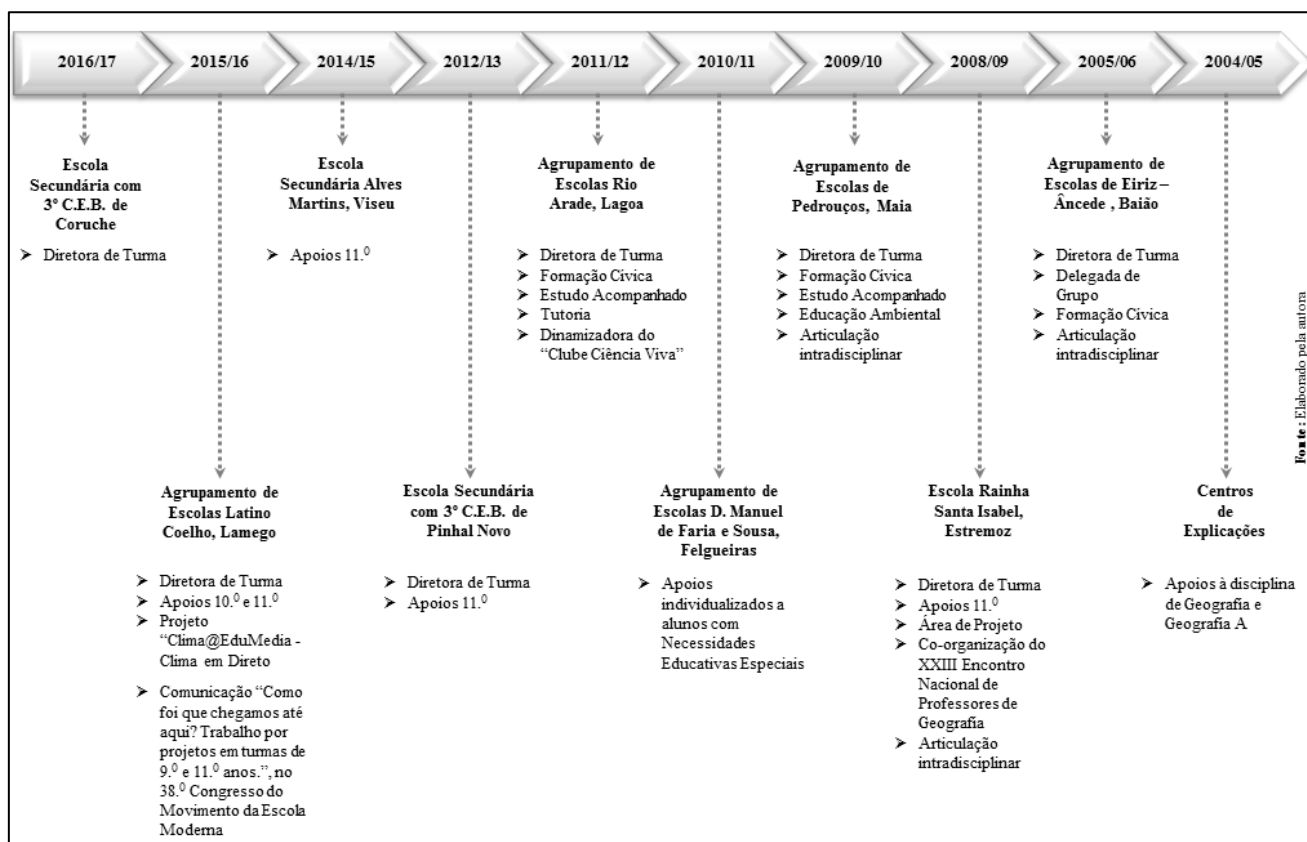 2016/17
2015/16
2014/15
2012/13
2011/12
2010/11
2009/10
2008/09
2005/06
2004/05
Escola
Secundária com
3º C.E.B. de
Coruche
➢ Diretora de Turma
Escola
Secundária Alves
Martins, Viseu
➢ Apoios 11.⁰
Agrupamento de
Escolas Rio
Arade, Lagoa
➢ Diretora de Turma
➢ Formação Cívica
➢ Estudo Acompanhado
➢ Tutoria
➢ Dinamizadora do
“Clube Ciência Viva”
Agrupamento de
Escolas de
Pedrouços, Maia
➢ Diretora de Turma
➢ Formação Cívica
➢ Estudo Acompanhado
➢ Educação Ambiental
➢ Articulação
intradisciplinar
Agrupamento de
Escolas de Eiriz –
Âncede , Baião
➢ Diretora de Turma
➢ Delegada de
Grupo
➢ Formação Cívica
➢ Articulação
intradisciplinar
Fonte : Elaborado pela autora
Agrupamento de
Escolas Latino
Coelho, Lamego
➢ Diretora de Turma
➢ Apoios 10.⁰ e 11.⁰
➢ Projeto
“Clima@EduMedia -
Clima em Direto
➢ Comunicação “Como
foi que chegamos até
aqui? Trabalho por
projetos em turmas de
9.⁰ e 11.⁰ anos.”, no
38.⁰ Congresso do
Movimento da Escola
Moderna
Escola Secundária
com 3º C.E.B. de
Pinhal Novo
➢ Diretora de Turma
➢ Apoios 11.⁰
Agrupamento de
Escolas D. Manuel
de Faria e Sousa,
Felgueiras
➢ Apoios
individualizados a
alunos com
Necessidades
Educativas Especiais
Escola Rainha
Santa Isabel,
Estremoz
➢ Diretora de Turma
➢ Apoios 11.⁰
➢ Área de Projeto
➢ Co-organização do
XXIII Encontro
Nacional de
Professores de
Geografia
➢ Articulação
intradisciplinar
Centros
de
Explicações
➢ Apoios à disciplina
de Geografia e
Geografia A